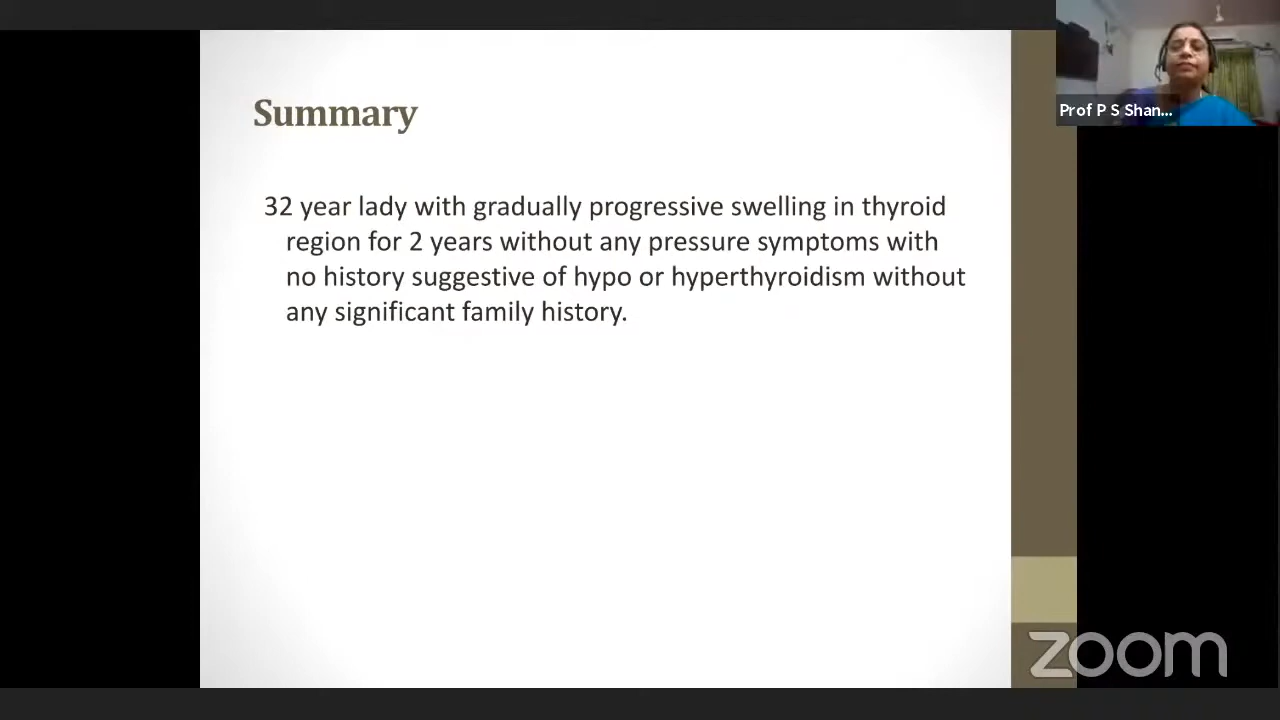 Summary
32 year lady with gradually progressive swelling in thyroid
region for 2 years without any pressure symptoms with
no history suggestive of hypo or hyperthyroidism without
any significant family history.
Prof P S Shan...
zoom